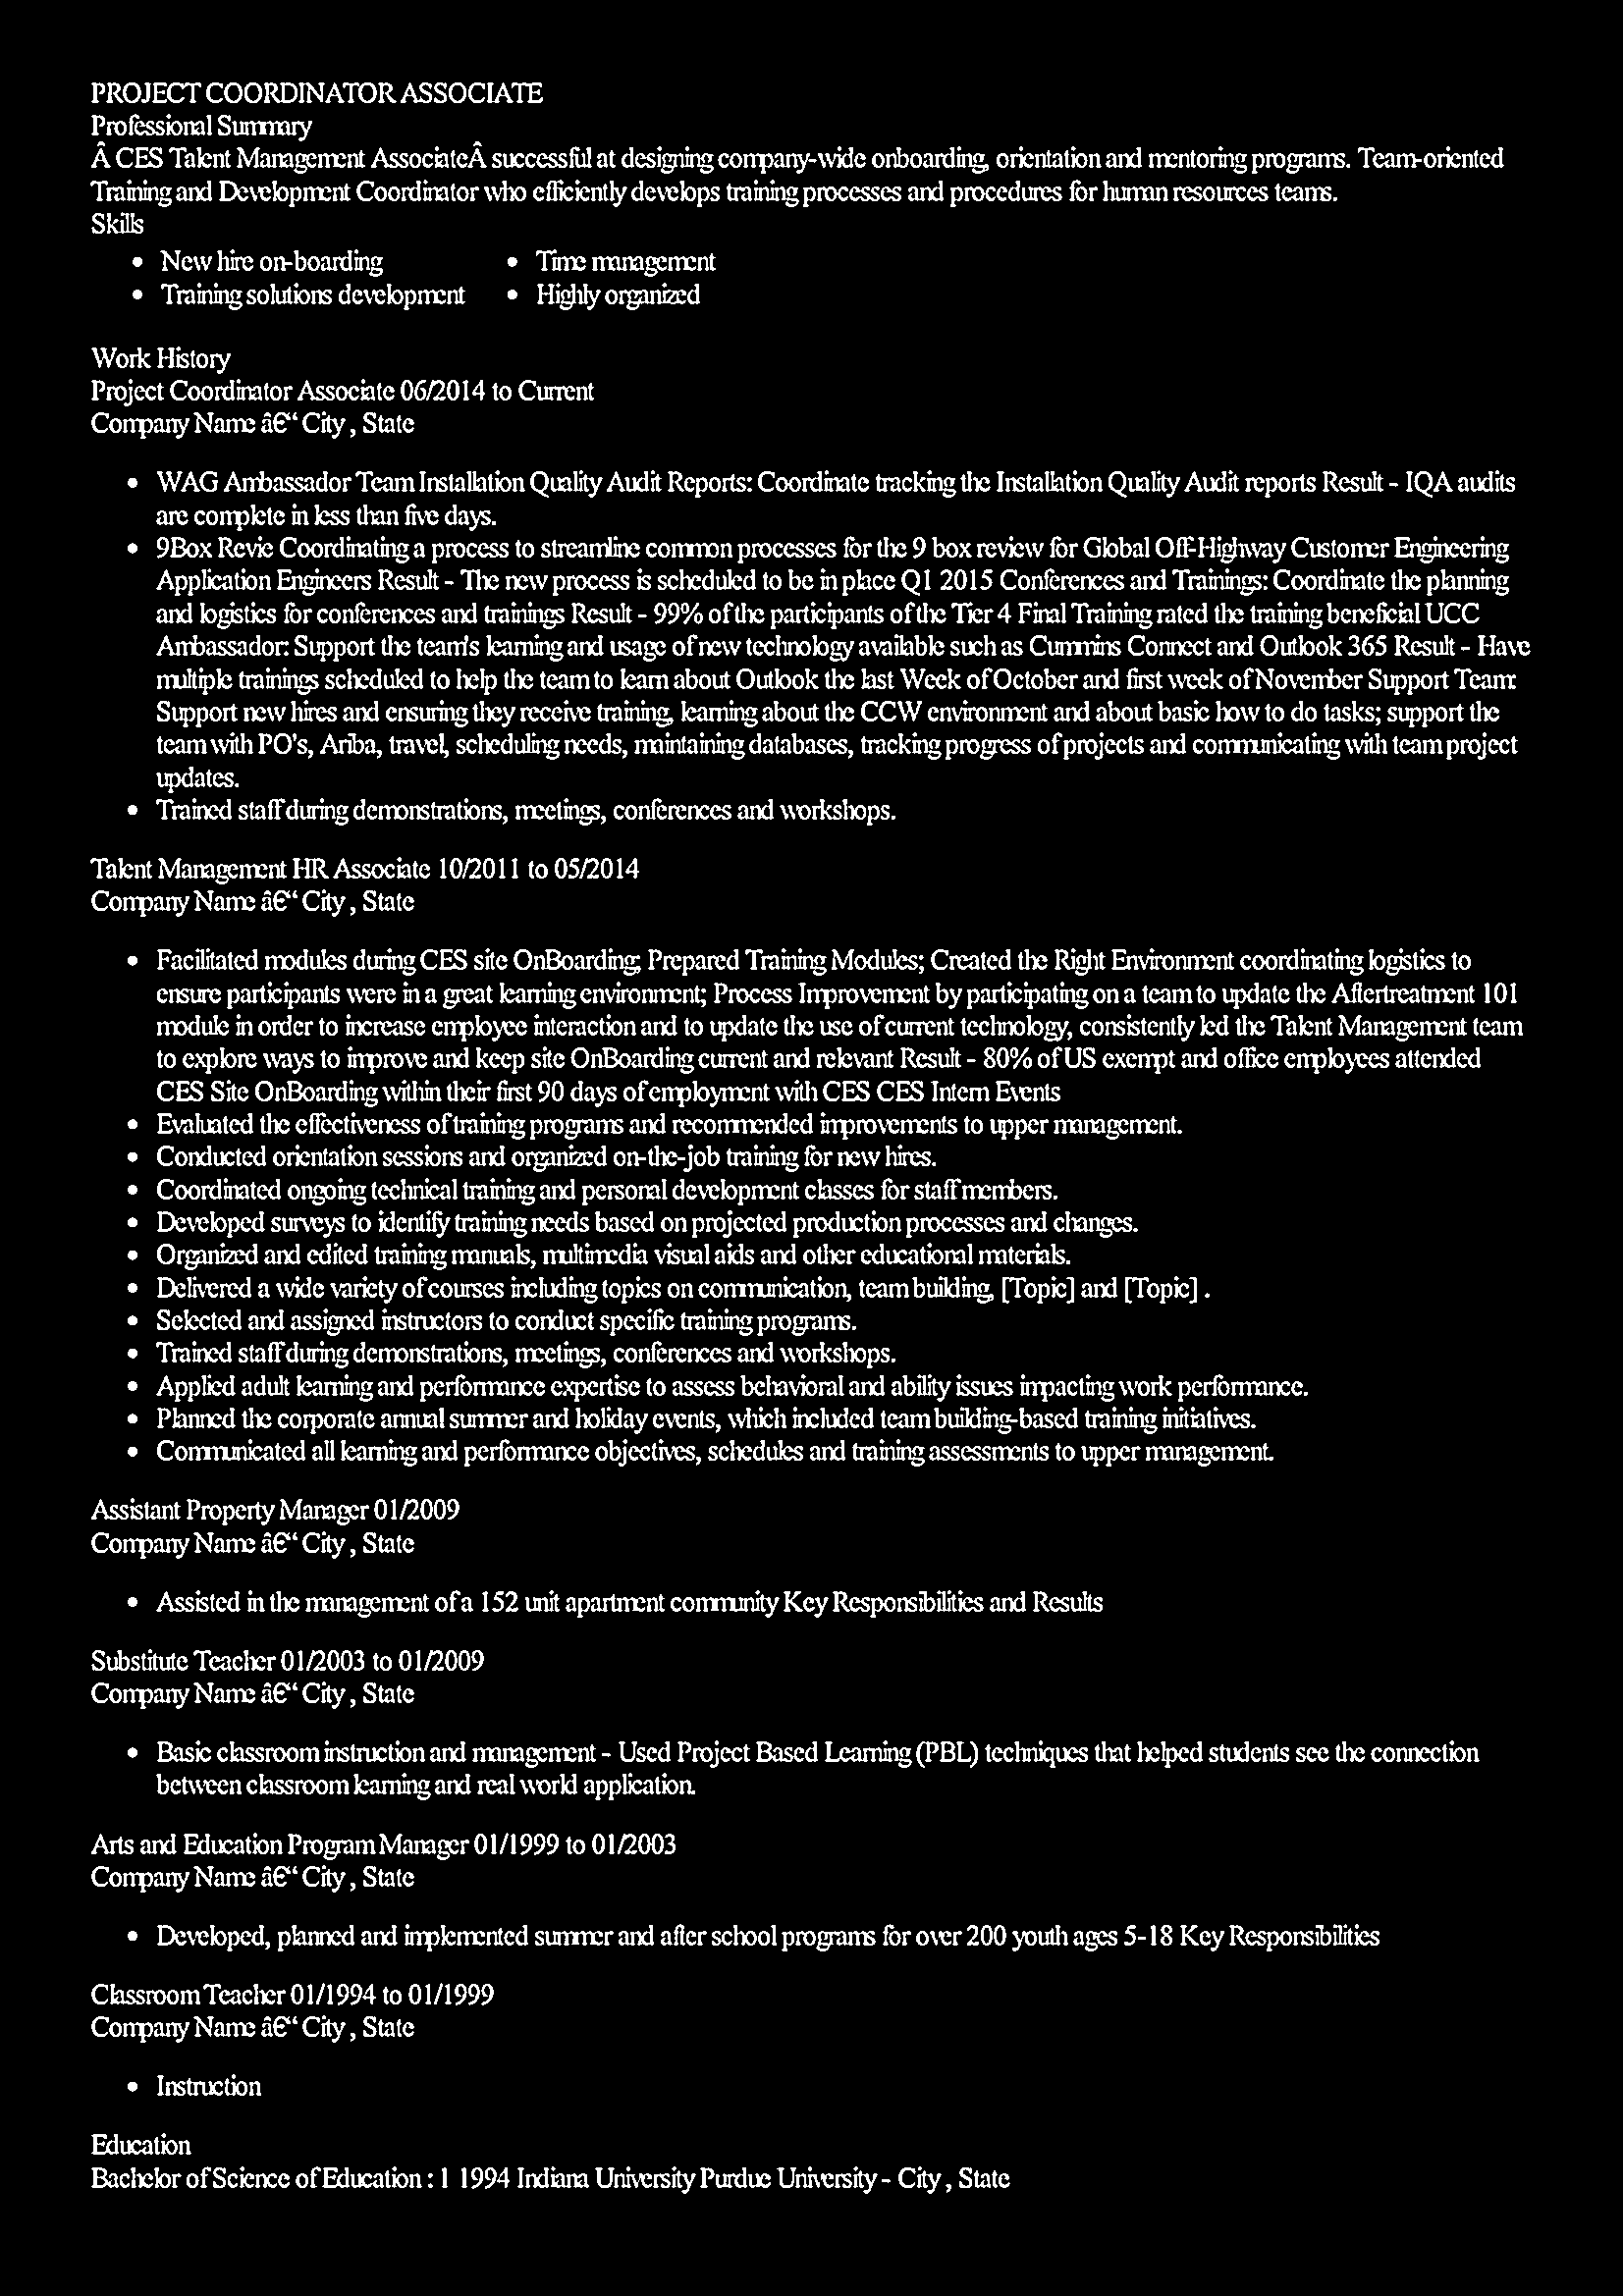 PROJECT COORDINATOR ASSOCIATE
Professional Summary
Â CES Talent Management AssociateÂ successful at designing company-wide onboarding, orientation and mentoring programs. Team-oriented
Training and Development Coordinator who efficiently develops training processes and procedures for human resources teams.
Skills
• New hire on-boarding • Time management
• Training solutions development • Highly organized
Work History
Project Coordinator Associate 06/2014 to Current
Company Name â€“ City , State
• WAG Ambassador Team Installation Quality Audit Reports: Coordinate tracking the Installation Quality Audit reports Result - IQA audits
are complete in less than five days.
• 9Box Revie Coordinating a process to streamline common processes for the 9 box review for Global Off-Highway Customer Engineering
Application Engineers Result - The new process is scheduled to be in place Q1 2015 Conferences and Trainings: Coordinate the planning
and logistics for conferences and trainings Result - 99% of the participants of the Tier 4 Final Training rated the training beneficial UCC
Ambassador: Support the team's learning and usage of new technology available such as Cummins Connect and Outlook 365 Result - Have
multiple trainings scheduled to help the team to learn about Outlook the last Week of October and first week of November Support Team:
Support new hires and ensuring they receive training, learning about the CCW environment and about basic how to do tasks; support the
team with PO's, Ariba, travel, scheduling needs, maintaining databases, tracking progress of projects and communicating with team project
updates.
• Trained staff during demonstrations, meetings, conferences and workshops.
Talent Management HR Associate 10/2011 to 05/2014
Company Name â€“ City , State
• Facilitated modules during CES site OnBoarding; Prepared Training Modules; Created the Right Environment coordinating logistics to
ensure participants were in a great learning environment; Process Improvement by participating on a team to update the Aftertreatment 101
module in order to increase employee interaction and to update the use of current technology, consistently led the Talent Management team
to explore ways to improve and keep site OnBoarding current and relevant Result - 80% of US exempt and office employees attended
CES Site OnBoarding within their first 90 days of employment with CES CES Intern Events
• Evaluated the effectiveness of training programs and recommended improvements to upper management.
• Conducted orientation sessions and organized on-the-job training for new hires.
• Coordinated ongoing technical training and personal development classes for staff members.
• Developed surveys to identify training needs based on projected production processes and changes.
• Organized and edited training manuals, multimedia visual aids and other educational materials.
• Delivered a wide variety of courses including topics on communication, team building, [Topic] and [Topic] .
• Selected and assigned instructors to conduct specific training programs.
• Trained staff during demonstrations, meetings, conferences and workshops.
• Applied adult learning and performance expertise to assess behavioral and ability issues impacting work performance.
• Planned the corporate annual summer and holiday events, which included team building-based training initiatives.
• Communicated all learning and performance objectives, schedules and training assessments to upper management.
Assistant Property Manager 01/2009
Company Name â€“ City , State
• Assisted in the management of a 152 unit apartment community Key Responsibilities and Results
Substitute Teacher 01/2003 to 01/2009
Company Name â€“ City , State
• Basic classroom instruction and management - Used Project Based Learning (PBL) techniques that helped students see the connection
between classroom learning and real world application.
Arts and Education Program Manager 01/1999 to 01/2003
Company Name â€“ City , State
• Developed, planned and implemented summer and after school programs for over 200 youth ages 5-18 Key Responsibilities
Classroom Teacher 01/1994 to 01/1999
Company Name â€“ City , State
• Instruction
Education
Bachelor of Science of Education : 1 1994 Indiana University Purdue University - City , State